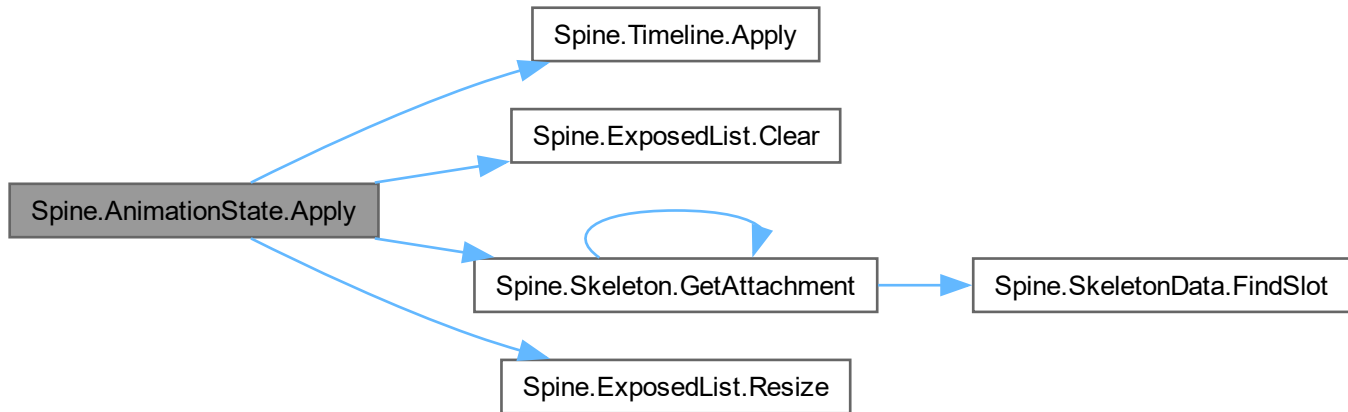 Spine.Timeline.Apply
Spine.ExposedList.Clear
Spine.AnimationState.Apply
Spine.Skeleton.GetAttachment
Spine.SkeletonData.FindSlot
Spine.ExposedList.Resize